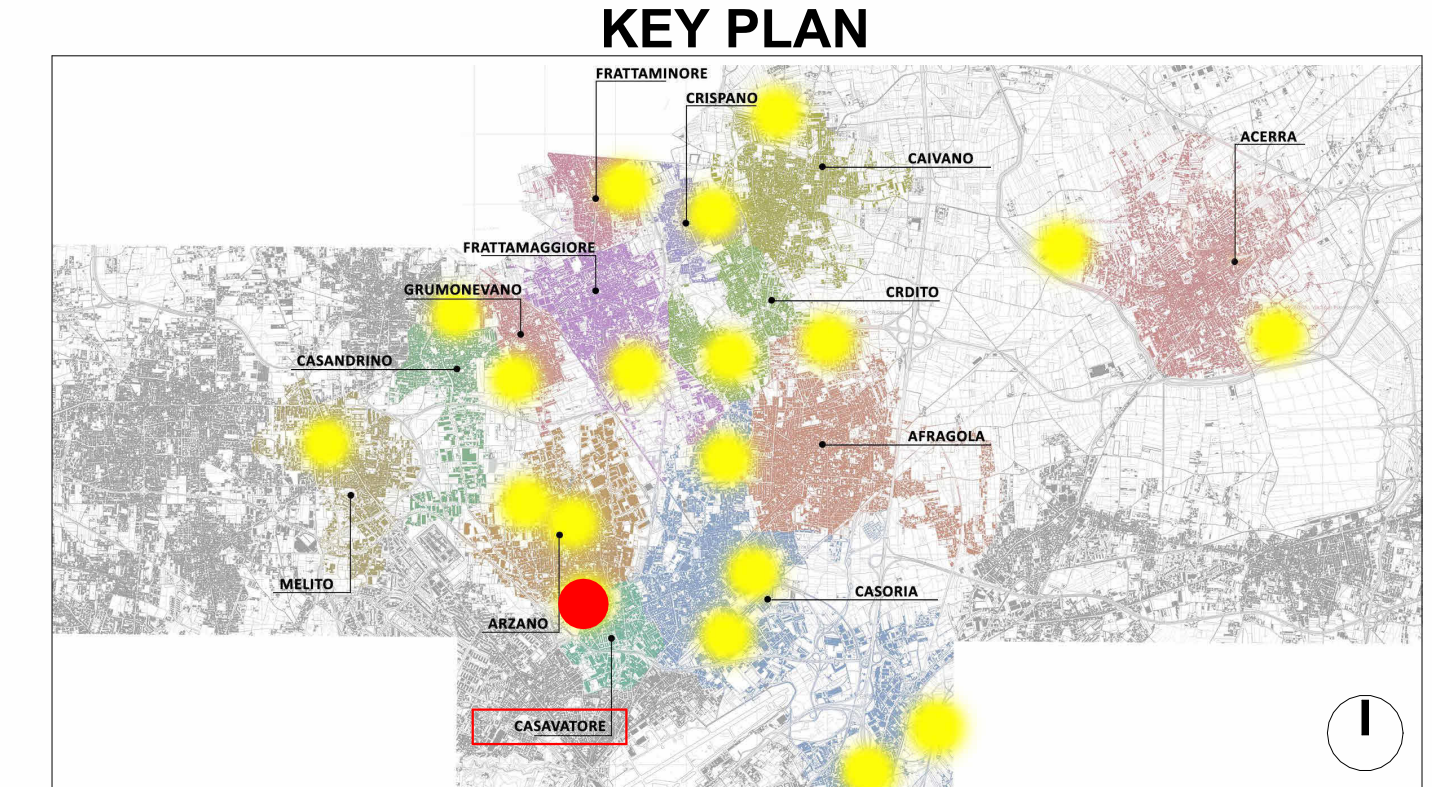 KEY PLAN
FRATTAMINORE
CRISPANO
ACERRA
CAIVANO
FRATTAMAGGIORE
GRUMONEVANO
CRDITO
CASANDRINO
AFRAGOLA
MELITO
CASORIA
ARZANO
CASAVATORE